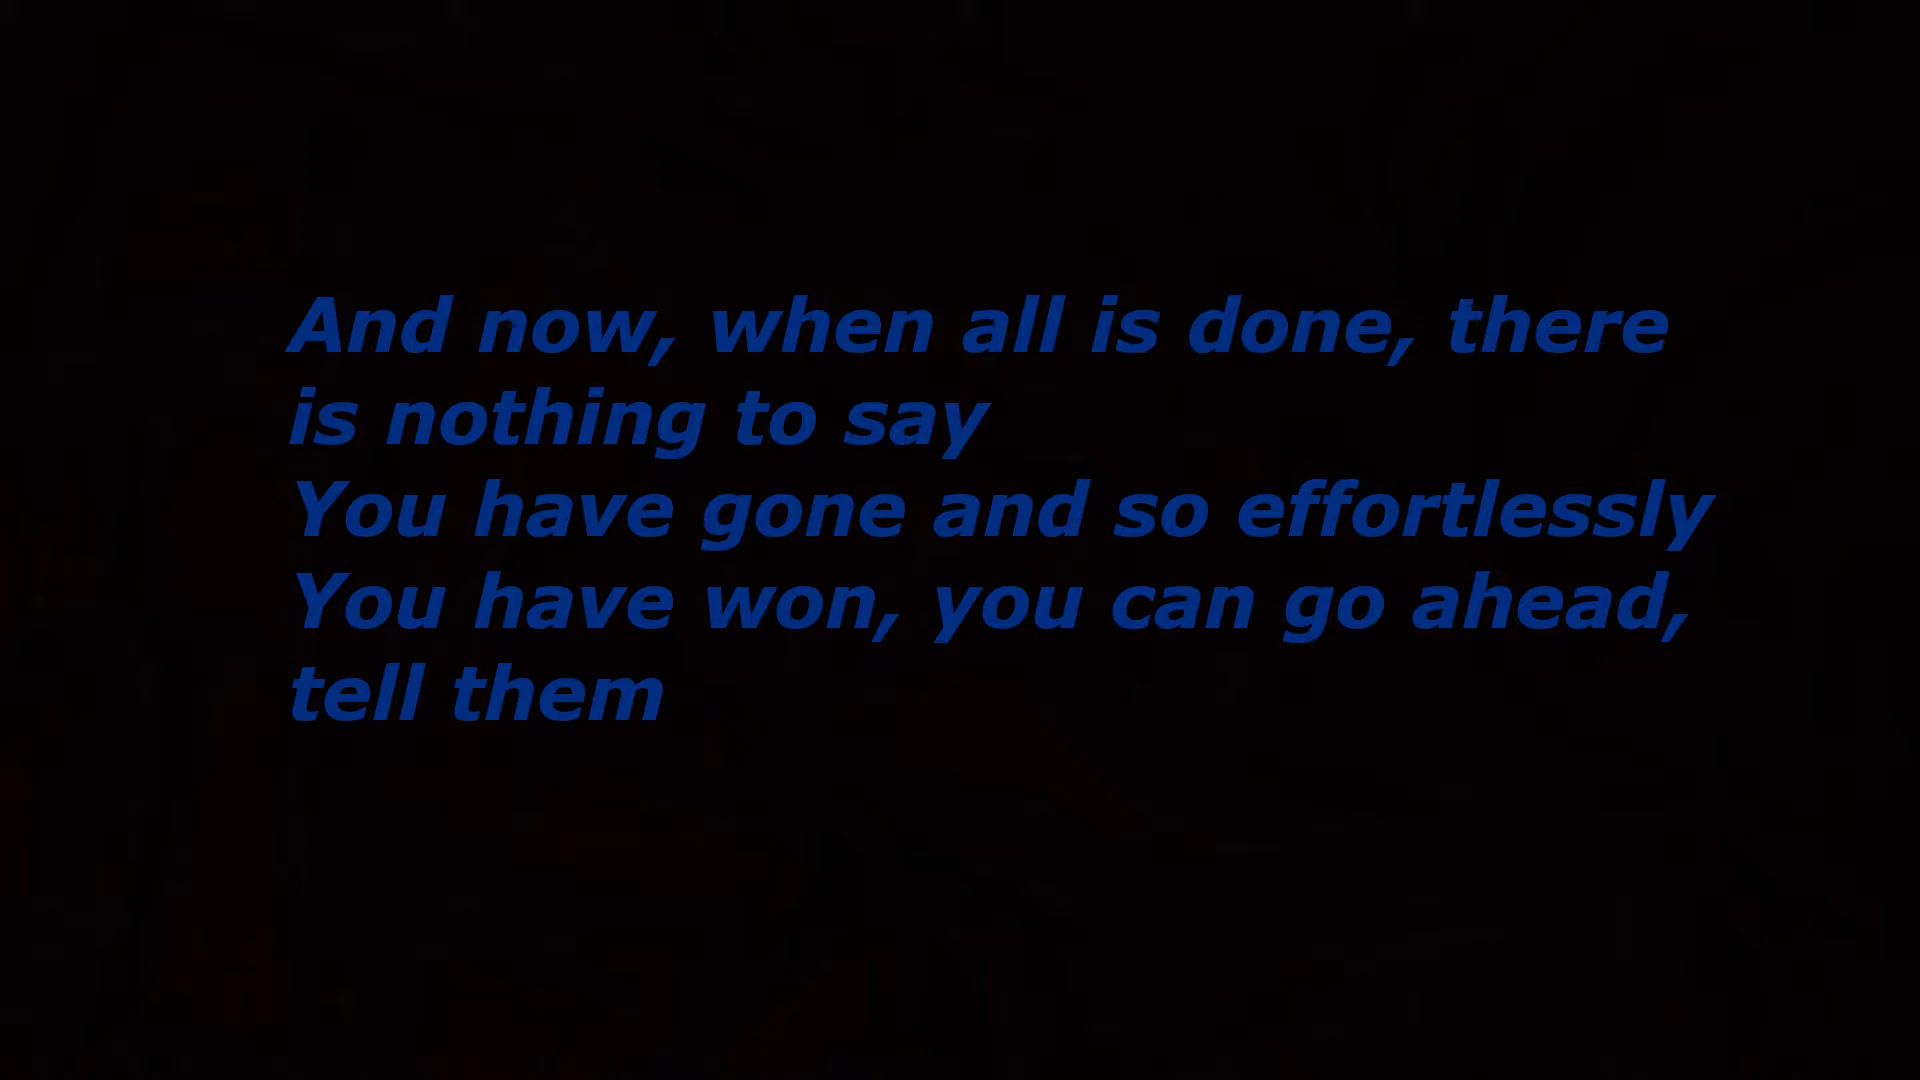 And now, when all is done, there
is nothing to say
You have gone and so effortlessly
You have won, you can go ahead,
tell them